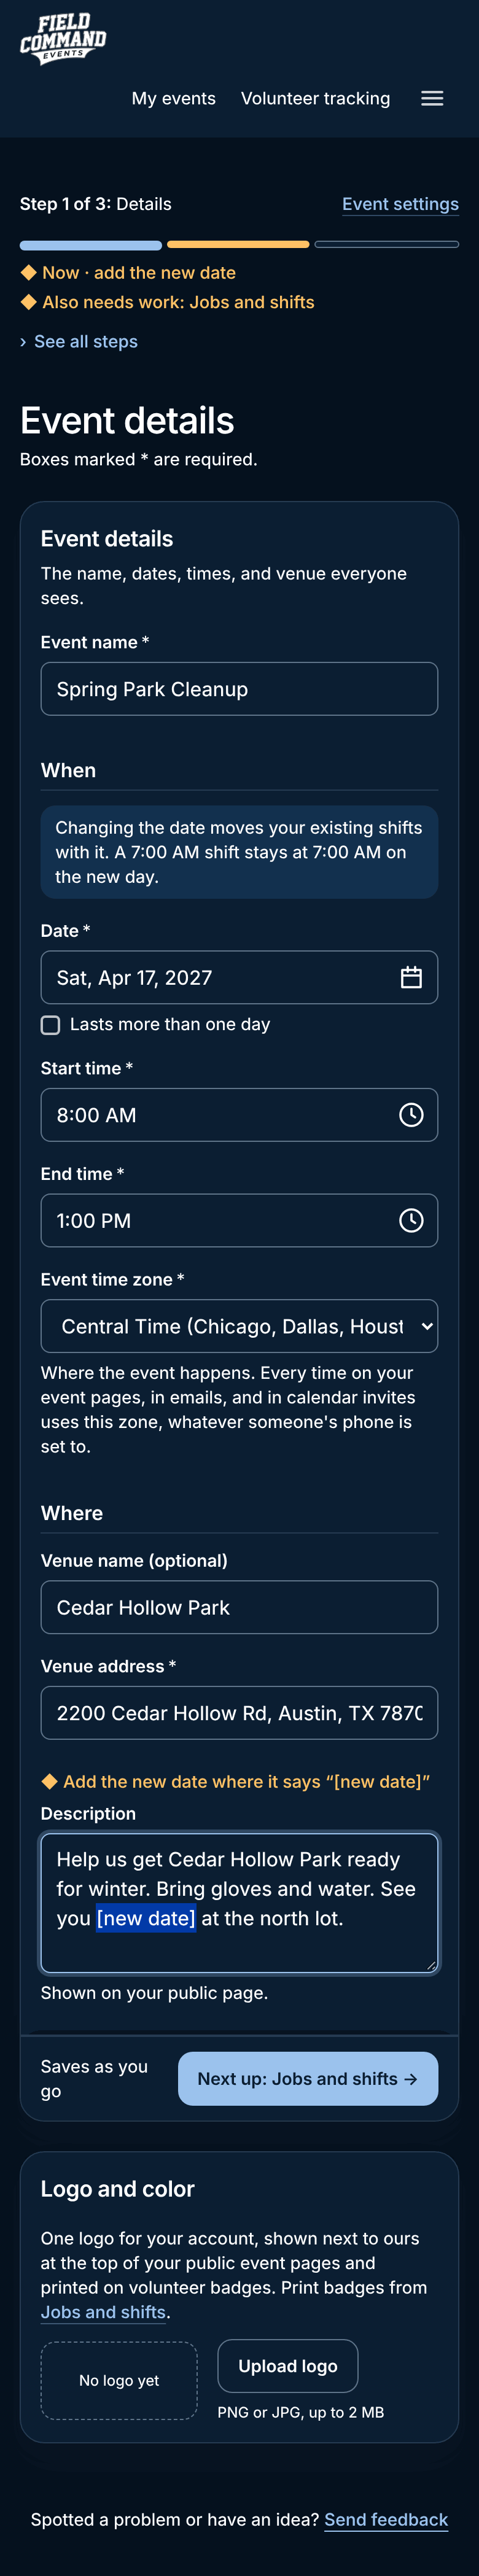 FIELD
COMMAND
EVENTS
My events Volunteer tracking
Step 1 of 3: Details Event settings
Now · add the new date
Also needs work: Jobs and shifts
› See all steps
Event details
Boxes marked * are required.
Event details
The name, dates, times, and venue everyone
sees.
Event name *
Spring Park Cleanup
When
Changing the date moves your existing shifts
with it. A 7:00 AM shift stays at 7:00 AM on
the new day.
Date *
Sat, Apr 17, 2027
Lasts more than one day
Start time *
8:00 AM
End time *
1:00 PM
Event time zone *
Central Time (Chicago, Dallas, Houst
Where the event happens. Every time on your
event pages, in emails, and in calendar invites
uses this zone, whatever someone's phone is
set to.
Where
Venue name (optional)
Cedar Hollow Park
Venue address *
2200 Cedar Hollow Rd, Austin, TX 7870
Add the new date where it says “[new date]”
Description
Help us get Cedar Hollow Park ready
for winter. Bring gloves and water. See
you [new date] at the north lot.
Shown on your public page.
Saves as you
go
Next up: Jobs and shifts →
Logo and color
One logo for your account, shown next to ours
at the top of your public event pages and
printed on volunteer badges. Print badges from
Jobs and shifts.
No logo yet
Upload logo
PNG or JPG, up to 2 MB
Spotted a problem or have an idea? Send feedback